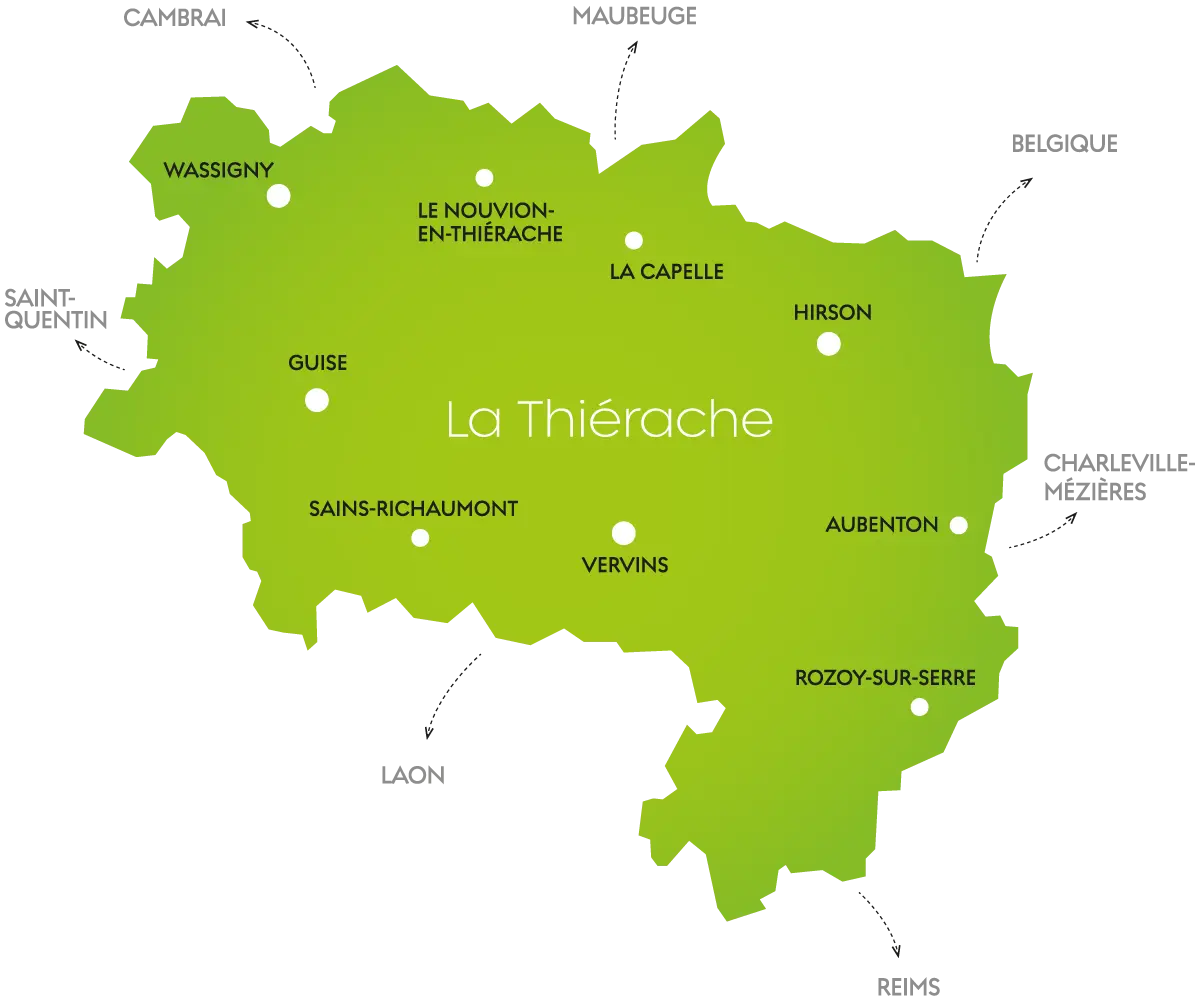 CAMBRAI
MAUBEUGE
BELGIQUE
WASSIGNY
LE NOUVION-
EN-THIÉRACHE
LA CAPELLE
SAINT-
QUENTIN
HIRSON
GUISE
La Thiérache
CHARLEVILLE-
MÉZIÈRES
SAINS-RICHAUMONT
AUBENTON
VERVINS
ROZOY-SUR-SERRE
LAON
REIMS